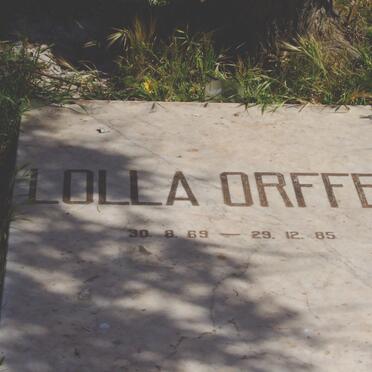 LOLLA ORFFE
30. 8. 69 — 29. 12. 85